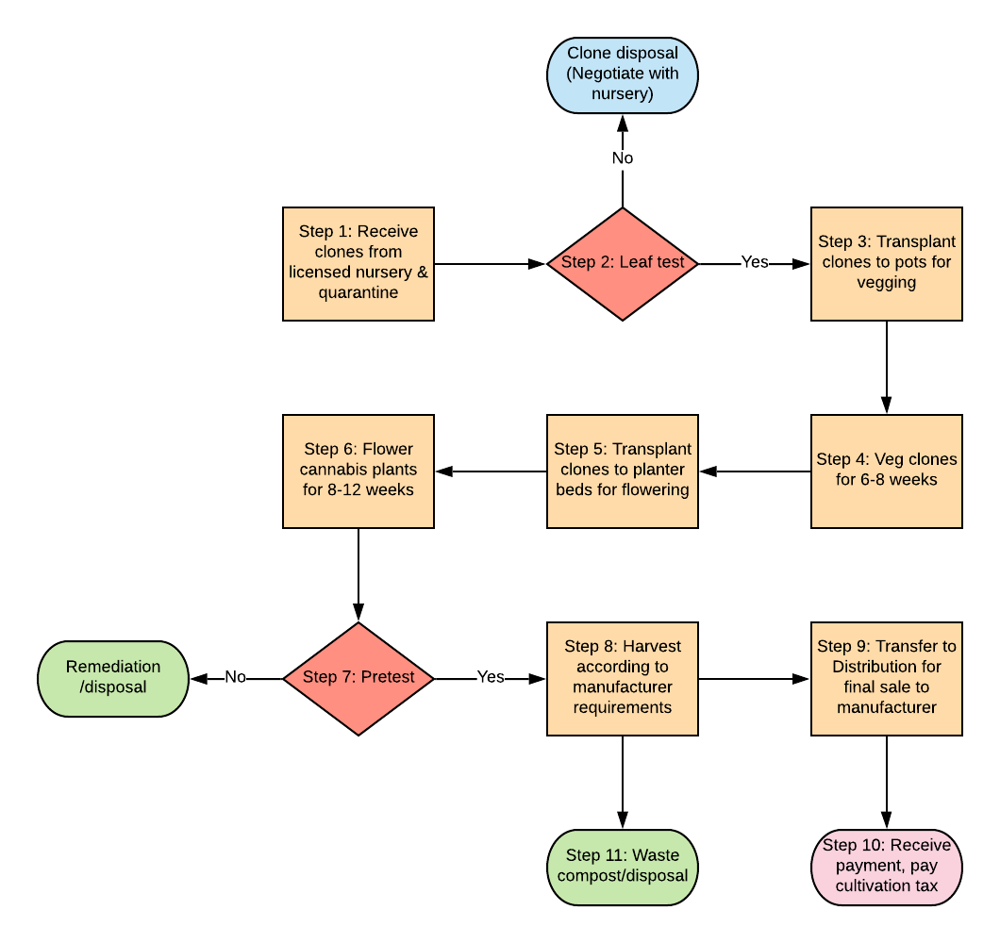 Clone disposal
(Negotiate with
nursery)
No
Step 1: Receive
clones from
licensed nursery &
quarantine
Step 2: Leaf test
Yes
Step 3: Transplant
clones to pots for
vegging
Step 6: Flower
cannabis plants
for 8-12 weeks
Step 5: Transplant
clones to planter
beds for flowering
Step 4: Veg clones
for 6-8 weeks
Remediation
/disposal
No
Step 7: Pretest
Yes
Step 8: Harvest
according to
manufacturer
requirements
Step 9: Transfer to
Distribution for
final sale to
manufacturer
Step 11: Waste
compost/disposal
Step 10: Receive
payment, pay
cultivation tax